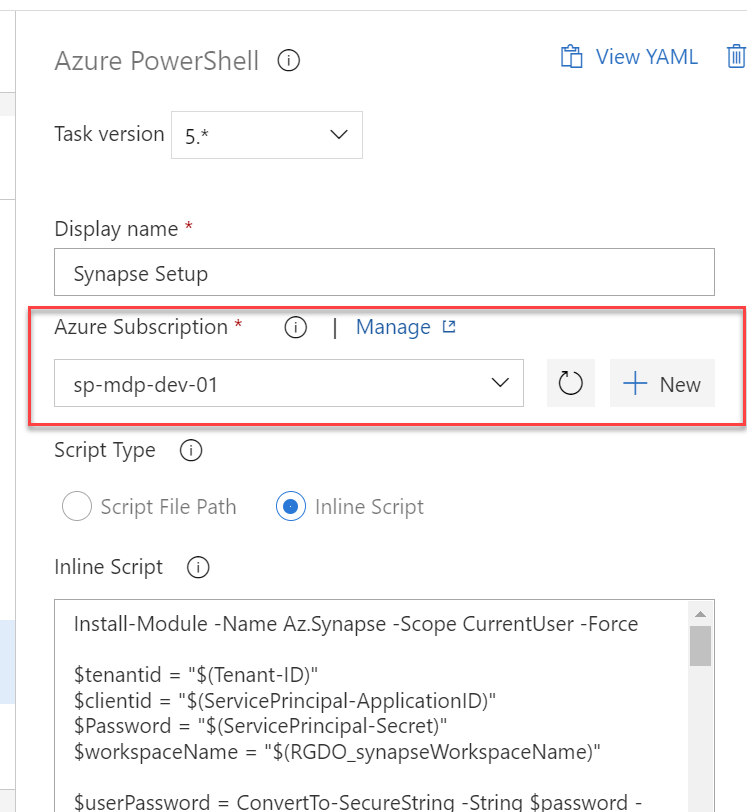 Azure PowerShell
View YAML
Task version 5.*
Display name *
Synapse Setup
Azure Subscription * | Manage
sp-mdp-dev-01 New
Script Type
Script File Path Inline Script
Inline Script
Install-Module -Name Az.Synapse -Scope CurrentUser -Force
$tenantid = "$(Tenant-ID)"
$clientid = "$(ServicePrincipal-ApplicationID)"
$Password = "$(ServicePrincipal-Secret)"
$workspaceName = "$(RGDO_synapseWorkspaceName)"
$userPassword = ConvertTo-SecureString -String $password -